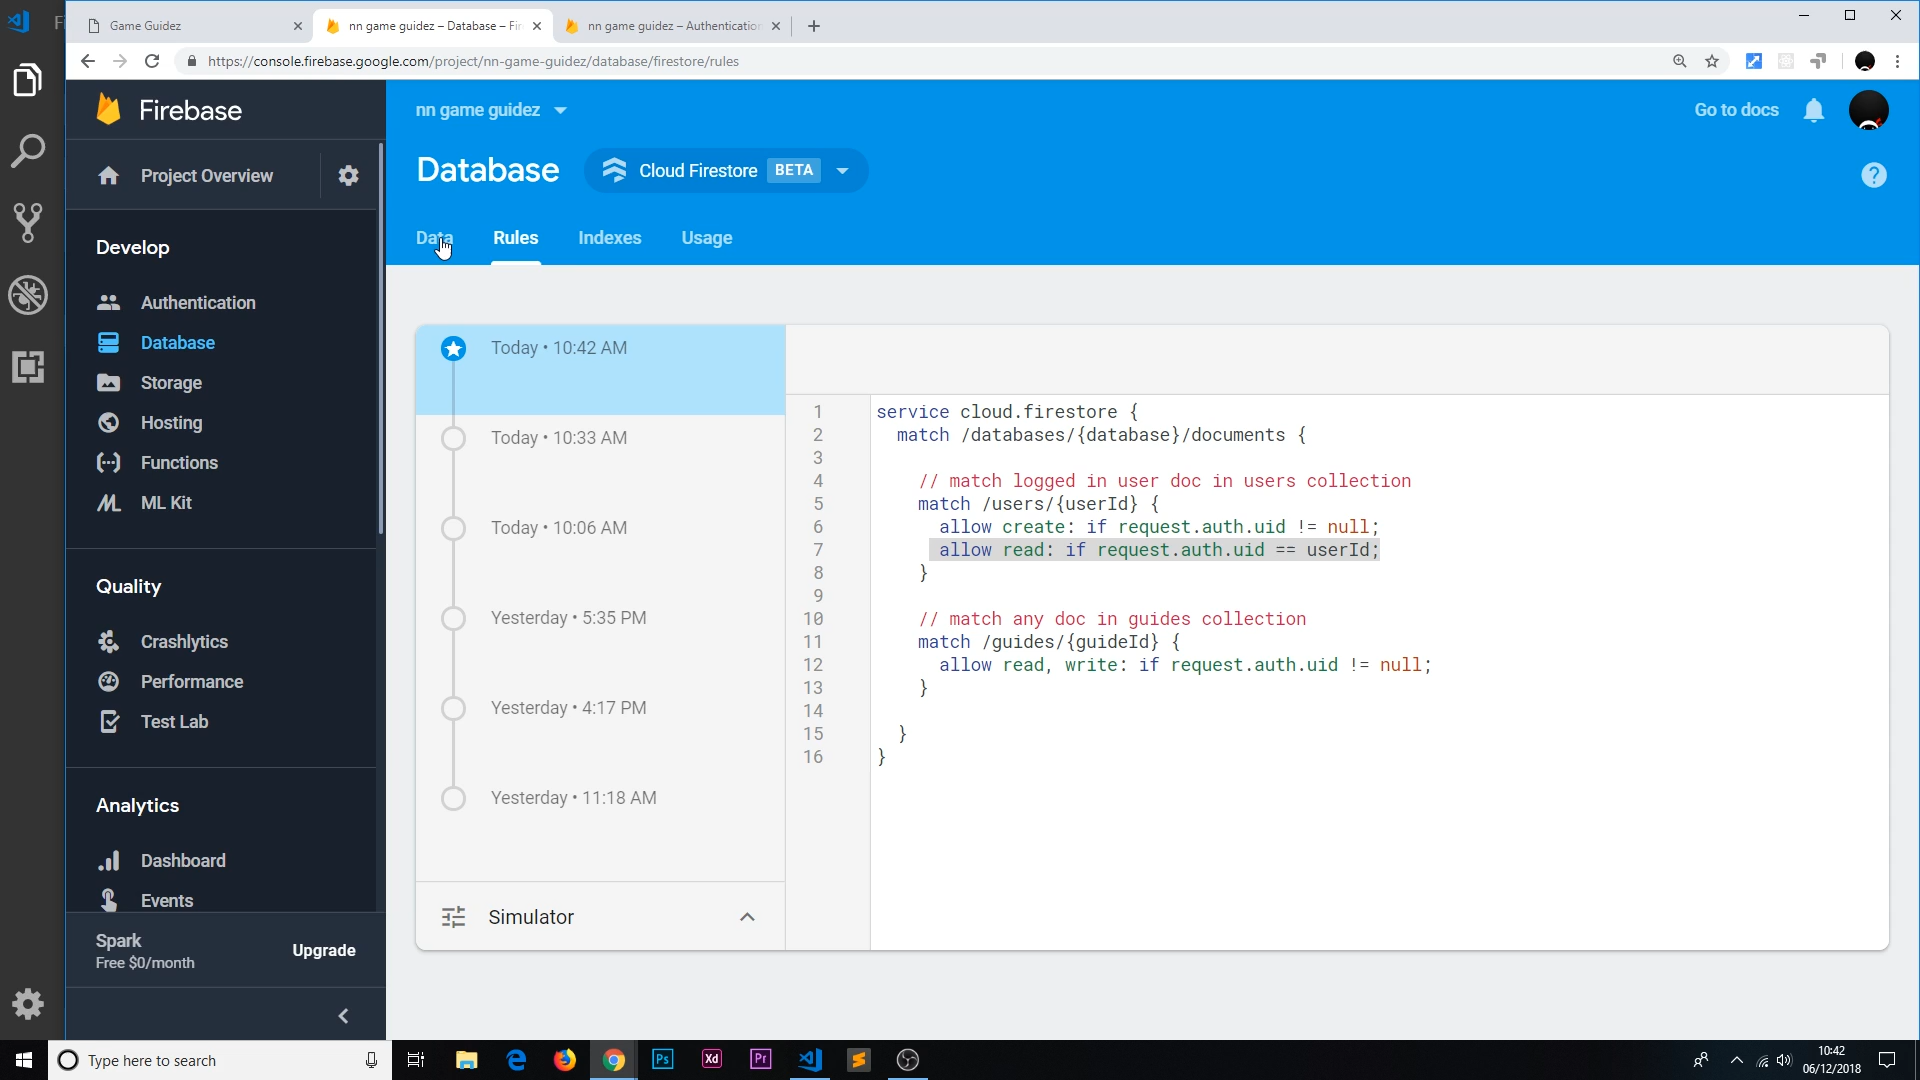 Game Guidez
nn game guidez – Database – Fir
nn game guidez – Authentication
https://console.firebase.google.com/project/nn-game-guidez/database/firestore/rules
Firebase
nn game guidez
Go to docs
Project Overview
Database
Cloud Firestore
BETA
Data
Rules
Indexes
Usage
Develop
Authentication
Database
Storage
Hosting
Functions
ML Kit
Quality
Crashlytics
Performance
Test Lab
Analytics
Dashboard
Events
Spark
Free $0/month
Upgrade
Today • 10:42 AM
Today • 10:33 AM
Today • 10:06 AM
Yesterday • 5:35 PM
Yesterday • 4:17 PM
Yesterday • 11:18 AM
Simulator
1 service cloud.firestore {
2 match /databases/{database}/documents {
3
4 // match logged in user doc in users collection
5 match /users/{userId} {
6 allow create: if request.auth.uid != null;
7 allow read: if request.auth.uid == userId;
8 }
9
10 // match any doc in guides collection
11 match /guides/{guideId} {
12 allow read, write: if request.auth.uid != null;
13 }
14
15 }
16 }
Type here to search
Ps
Xd
Pr
10:42
06/12/2018